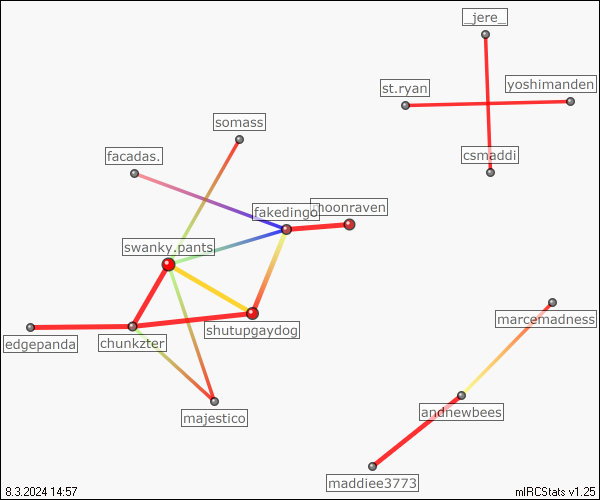 _jere_
st.ryan
yoshimanden
somass
csmaddi
facadas.
fakedingo
moonraven
swanky.pants
marcemadness
shutupgaydog
edgepanda
chunkzter
majestico
andnewbees
maddiee3773
8.3.2024 14:57
mIRCStats v1.25